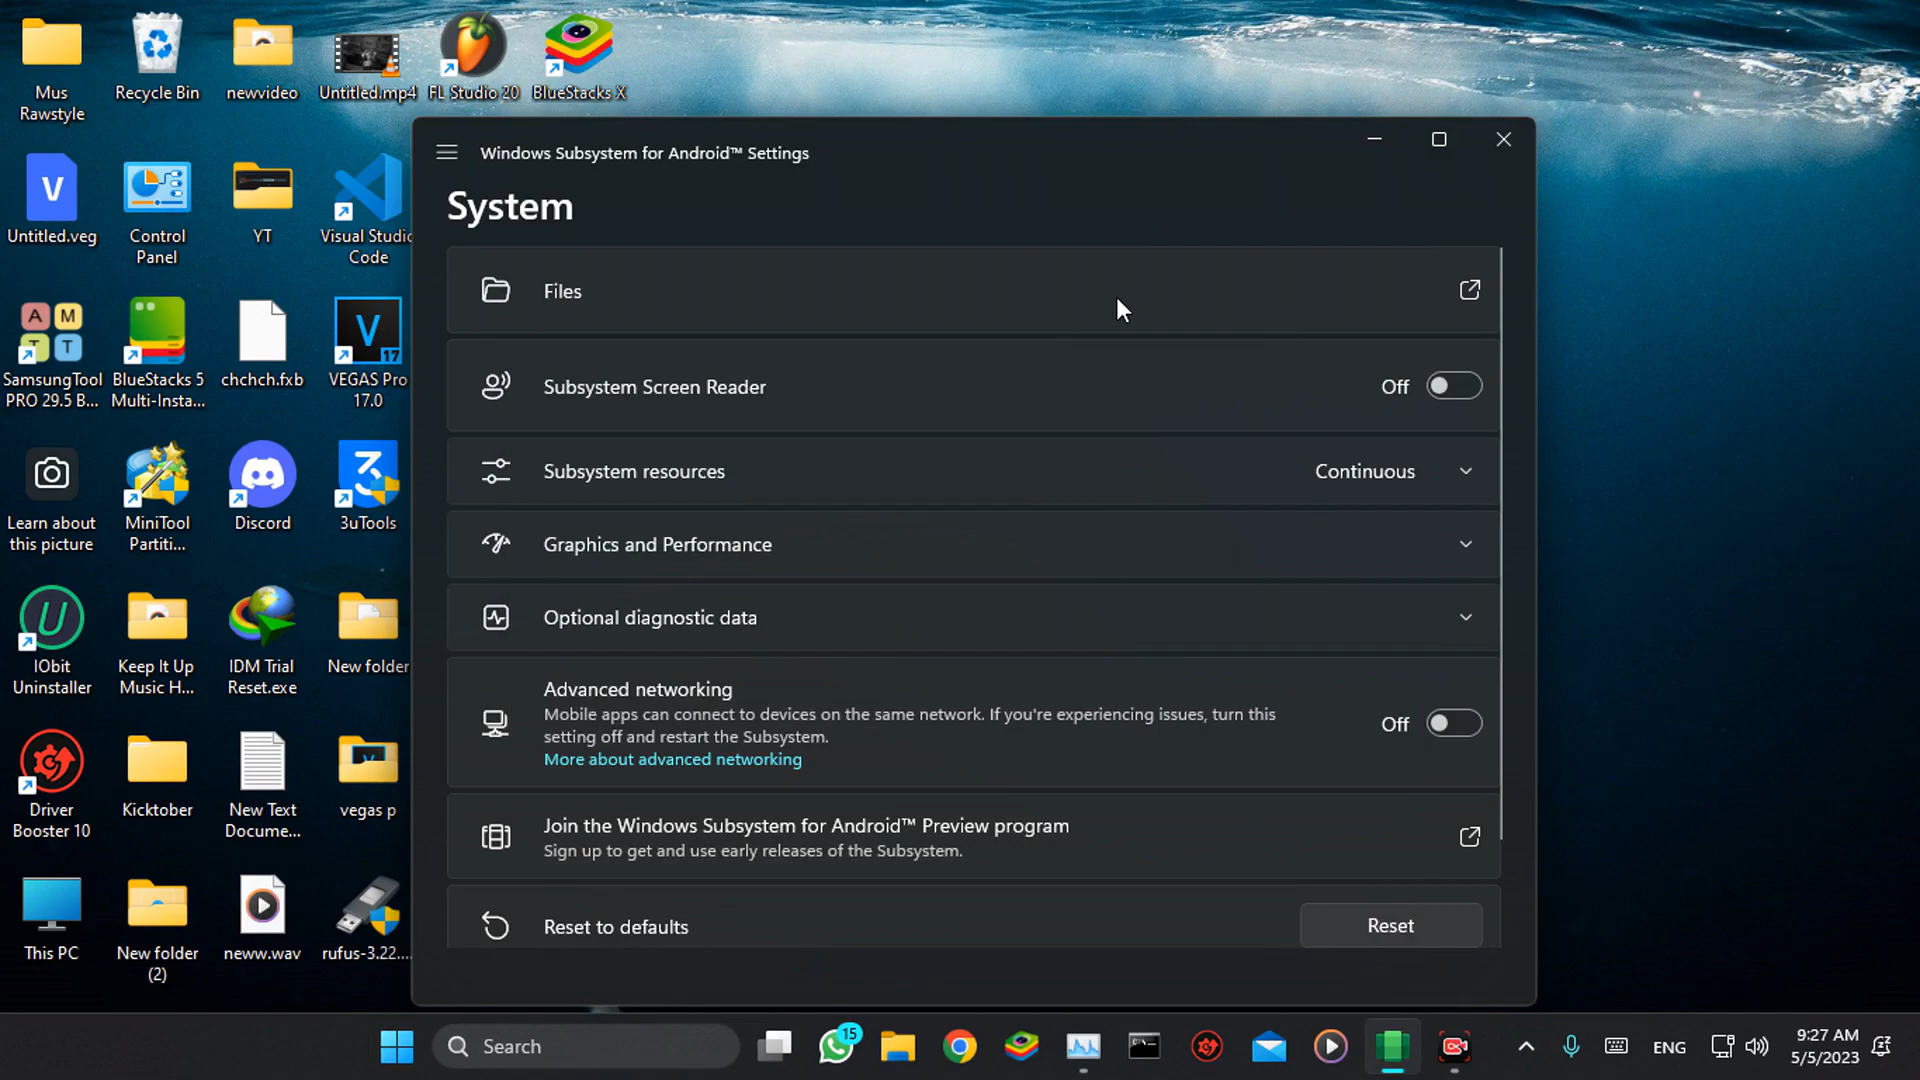 Mus
Rawstyle
Recycle Bin
newvideo
Untitled.mp4
FL Studio 20
BlueStacks X
V
Untitled.veg
Control
Panel
YT
Visual Studio
Code
A M
T T
SamsungTool
PRO 29.5 B...
BlueStacks 5
Multi-Insta...
chchch.fxb
V
17
VEGAS Pro
17.0
Learn about
this picture
MiniTool
Partiti...
Discord
3uTools
IObit
Uninstaller
Keep It Up
Music H...
IDM Trial
Reset.exe
New folder
Driver
Booster 10
Kicktober
New Text
Docume...
vegas p
This PC
New folder
(2)
neww.wav
rufus-3.22....
Windows Subsystem for Android™ Settings
System
Files
Subsystem Screen Reader
Off
Subsystem resources
Continuous
Graphics and Performance
Optional diagnostic data
Advanced networking
Mobile apps can connect to devices on the same network. If you're experiencing issues, turn this
setting off and restart the Subsystem.
More about advanced networking
Off
Join the Windows Subsystem for Android™ Preview program
Sign up to get and use early releases of the Subsystem.
Reset to defaults
Reset
Search
15
ENG
9:27 AM
5/5/2023